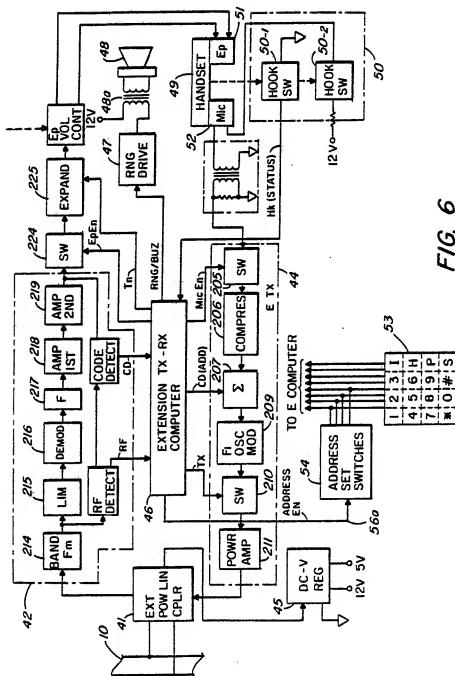 51
48
48a
12V
Ep
VOL
CONT
47
RNG
DRIVE
49
HANDSET
Ep
Mic
52
50-1
HOOK
SW
50-2
HOOK
SW
50
12V
Hk (STATUS)
225
EXPAND
224
SW
EpEn
Tn
RNG/BUZ
219
AMP
2ND
218
AMP
1ST
217
F
216
DEMOD
215
LIM
214
BAND
Fm
CODE
DETECT
CD
RF
DETECT
RF
42
46
EXTENSION
COMPUTER
TX-RX
Mic En
CD(ADD)
TX
205
SW
206
COMPRES
207
Σ
209
Fi
OSC
MOD
210
SW
211
POWR
AMP
E TX
44
10
41
EXT
POW LIN
CPLR
45
DC-V
REG
12V 5V
ADDRESS
EN
56a
54
ADDRESS
SET
SWITCHES
TO E COMPUTER
53
1 2 3 I
4 5 6 H
7 8 9 P
* 0 # S
FIG. 6